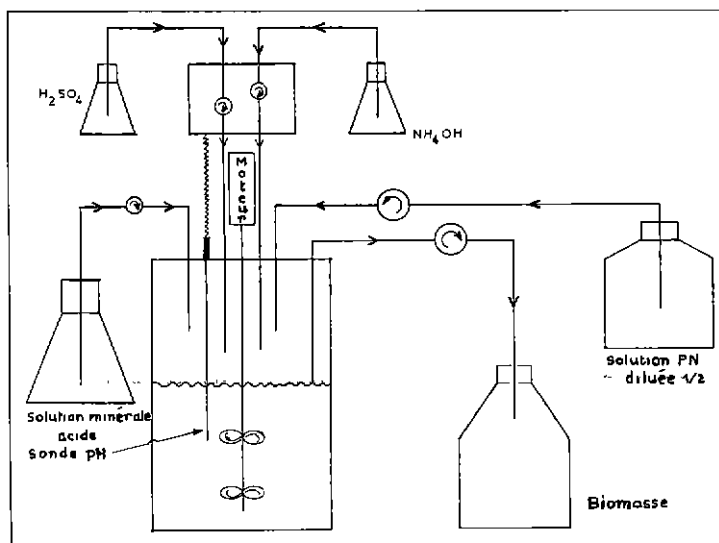 H₂SO₄
NH₄OH
Moteur
Solution PN
diluée 1/2
Solution minérale
acide
Sonde pH
Biomasse